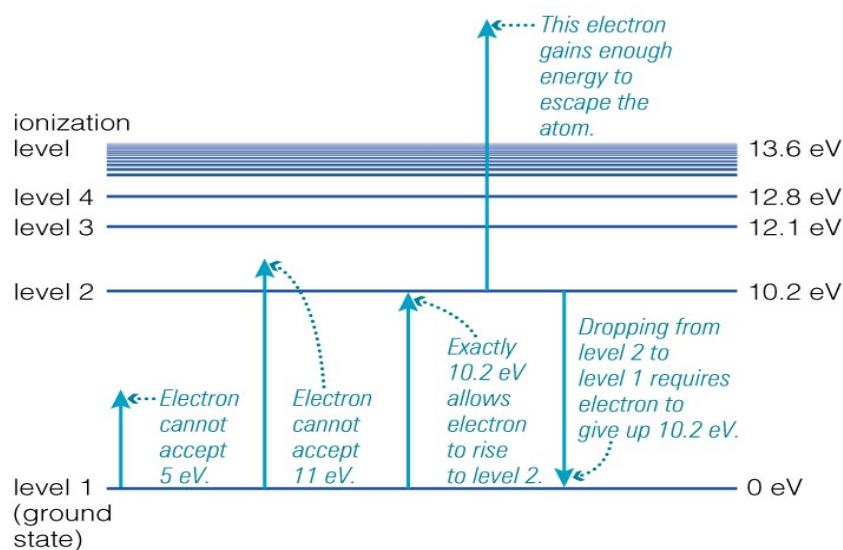 This electron
gains enough
energy to
escape the
atom.
ionization
level
13.6 eV
level 4
12.8 eV
level 3
12.1 eV
level 2
10.2 eV
Electron
cannot
accept
5 eV.
Electron
cannot
accept
11 eV.
Exactly
10.2 eV
allows
electron
to rise
to level 2.
Dropping from
level 2 to
level 1 requires
electron to
give up 10.2 eV.
level 1
(ground
state)
0 eV